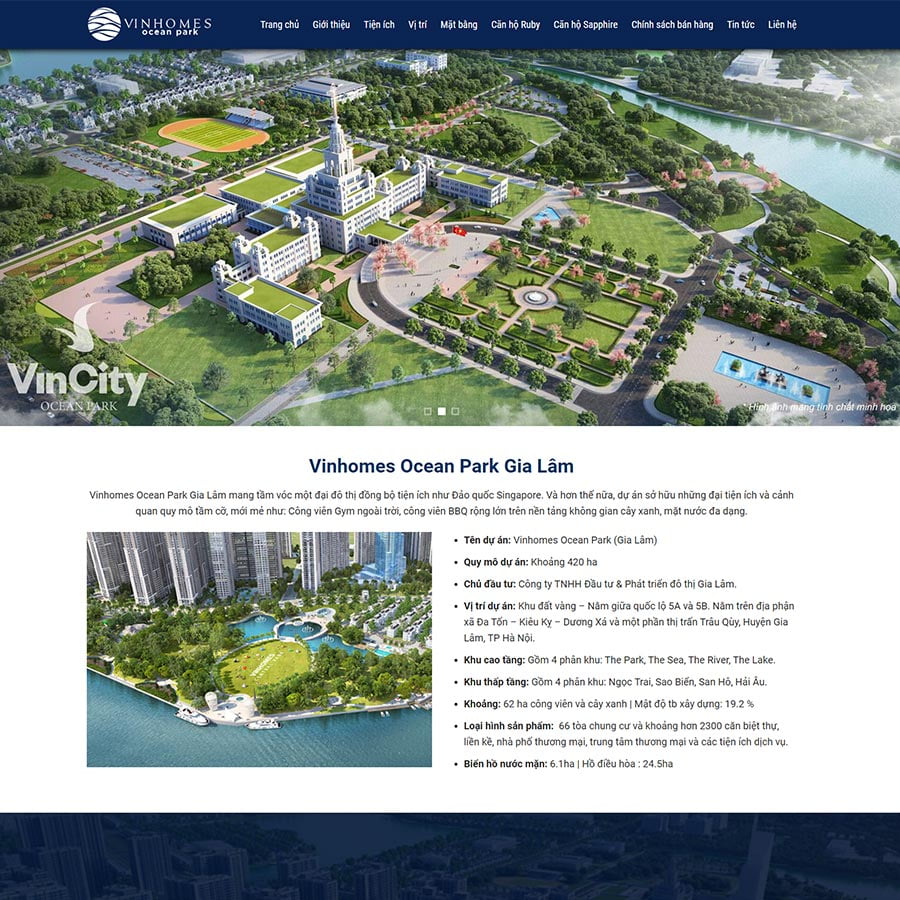 VINHOMES
ocean park
Trang chủ Giới thiệu Tiện ích Vị trí Mặt bằng Căn hộ Ruby Căn hộ Sapphire Chính sách bán hàng Tin tức Liên hệ
VinCity
OCEAN PARK
* Hình ảnh mang tính chất minh họa
Vinhomes Ocean Park Gia Lâm
Vinhomes Ocean Park Gia Lâm mang tầm vóc một đại đô thị đồng bộ tiện ích như Đảo quốc Singapore. Và hơn thế nữa, dự án sở hữu những đại tiện ích và cảnh
quan quy mô tầm cỡ, mới mẻ như: Công viên Gym ngoài trời, công viên BBQ rộng lớn trên nền tảng không gian cây xanh, mặt nước đa dạng.
VINHOMES
• Tên dự án: Vinhomes Ocean Park (Gia Lâm)
• Quy mô dự án: Khoảng 420 ha
• Chủ đầu tư: Công ty TNHH Đầu tư & Phát triển đô thị Gia Lâm.
• Vị trí dự án: Khu đất vàng – Nằm giữa quốc lộ 5A và 5B. Nằm trên địa phận
xã Đa Tốn – Kiêu Kỵ – Dương Xá và một phần thị trấn Trâu Qùy, Huyện Gia
Lâm, TP Hà Nội.
• Khu cao tầng: Gồm 4 phân khu: The Park, The Sea, The River, The Lake.
• Khu thấp tầng: Gồm 4 phân khu: Ngọc Trai, Sao Biển, San Hô, Hải Âu.
• Khoảng: 62 ha công viên và cây xanh | Mật độ tb xây dựng: 19.2 %
• Loại hình sản phẩm: 66 tòa chung cư và khoảng hơn 2300 căn biệt thự,
liền kề, nhà phố thương mại, trung tâm thương mại và các tiện ích dịch vụ.
• Biển hồ nước mặn: 6.1ha | Hồ điều hòa : 24.5ha